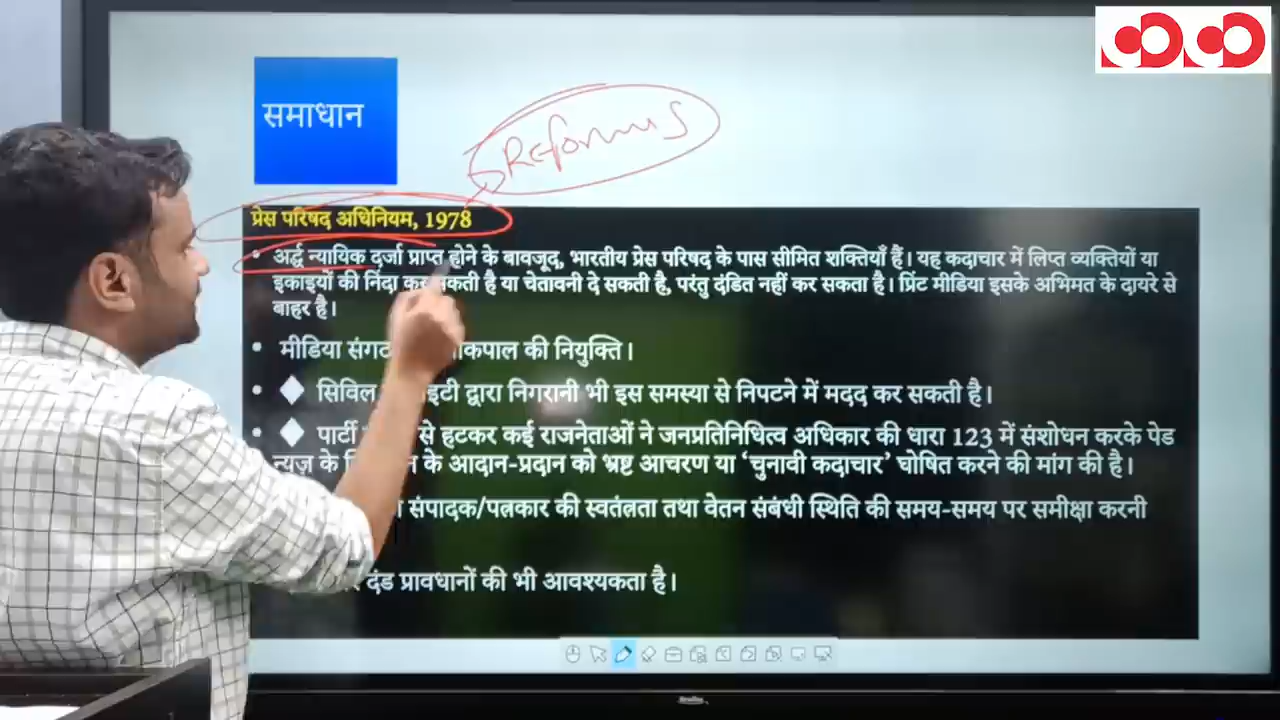 समाधान
Reforms
प्रेस परिषद अधिनियम, 1978
• अर्द्ध न्यायिक दर्जा प्राप्त होने के बावजूद, भारतीय प्रेस परिषद के पास सीमित शक्तियाँ हैं। यह कदाचार में लिप्त व्यक्तियों या
इकाइयों की निंदा कर सकती है या चेतावनी दे सकती है, परंतु दंडित नहीं कर सकता है। प्रिंट मीडिया इसके अभिमत के दायरे से
बाहर है।
• मीडिया की नियुक्ति।
• ◆ सिविल द्वारा निगरानी भी इस समस्या से निपटने में मदद कर सकती है।
• ◆ पार्टी से हटकर कई राजनेताओं ने जनप्रतिनिधित्व अधिकार की धारा 123 में संशोधन करके पेड
न्यूज़ के के आदान-प्रदान को भ्रष्ट आचरण या ‘चुनावी कदाचार’ घोषित करने की मांग की है।
संपादक/पत्रकार की स्वतंत्रता तथा वेतन संबंधी स्थिति की समय-समय पर समीक्षा करनी
दंड प्रावधानों की भी आवश्यकता है।